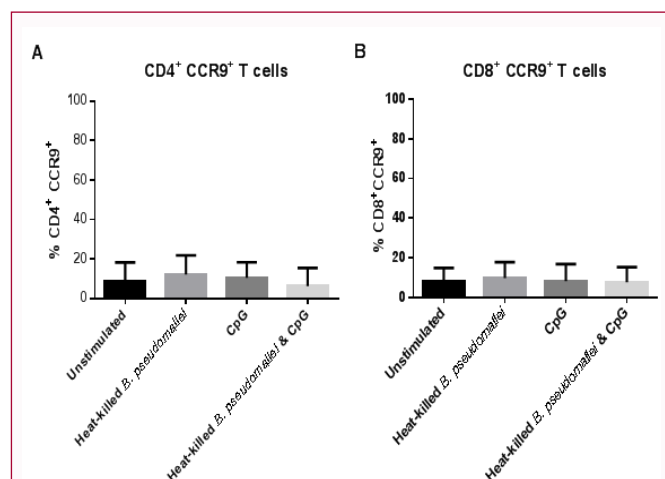 A
CD4⁺ CCR9⁺ T cells
% CD4⁺ CCR9⁺
100
80
60
40
20
0
Unstimulated
Heat-killed B. pseudomallei
CpG
Heat-killed B. pseudomallei & CpG
B
CD8⁺ CCR9⁺ T cells
% CD8⁺CCR9⁺
100
80
60
40
20
0
Unstimulated
Heat-killed B. pseudomallei
CpG
Heat-killed B. pseudomallei & CpG